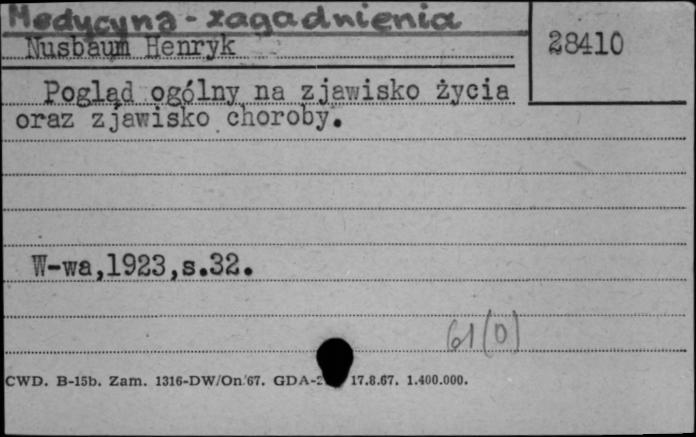 Medycyna - zagadnienia
Nusbaum Henryk
28410
Pogląd ogólny na zjawisko życia
oraz zjawisko choroby.
W-wa,1923,s.32.
61(0)
CWD. B-15b. Zam. 1316-DW/On/67. GDA- 17.8.67. 1.400.000.